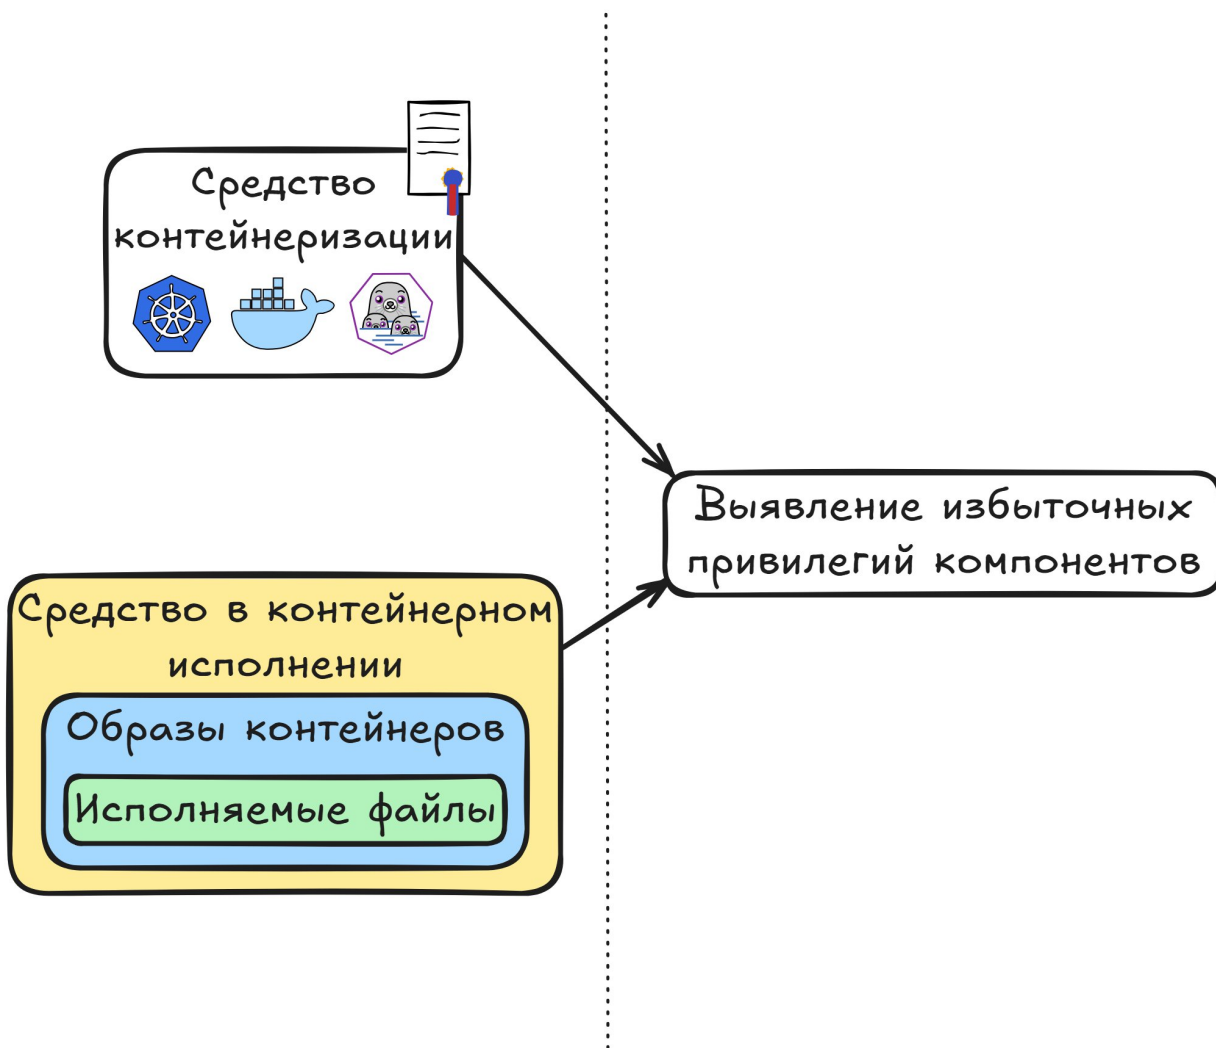 Средство
контейнеризации
Выявление избыточных
привилегий компонентов
Средство в контейнерном
исполнении
Образы контейнеров
Исполняемые файлы